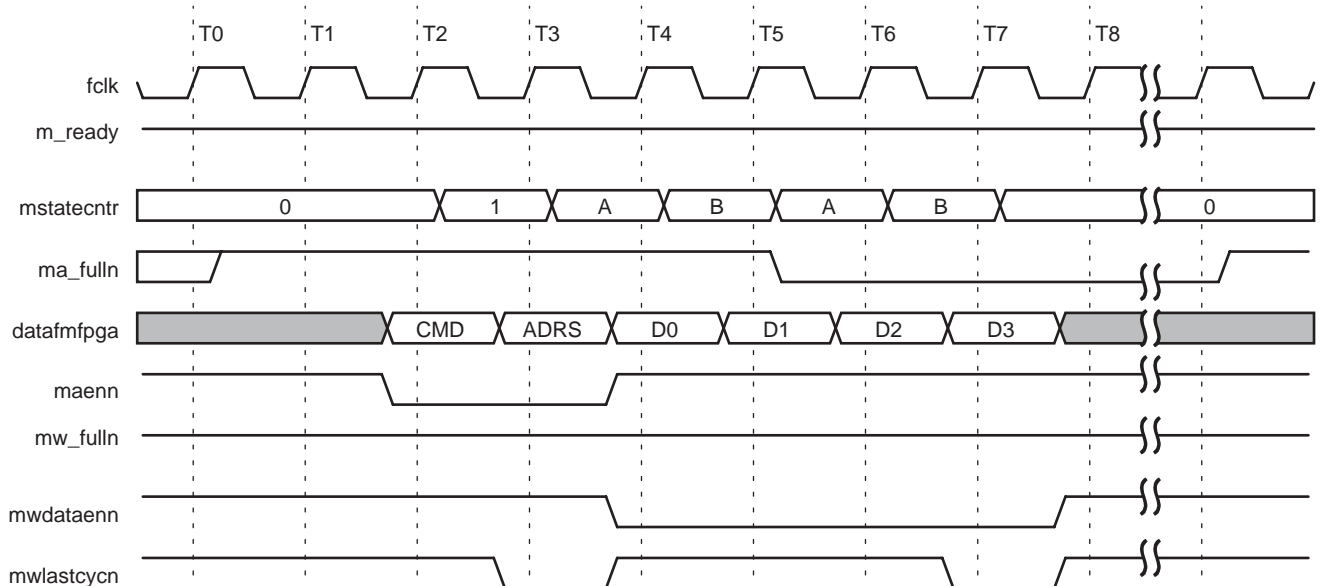 T0 T1 T2 T3 T4 T5 T6 T7 T8
fclk
m_ready
mstatecntr 0 1 A B A B 0
ma_fulln
datafmfpga CMD ADRS D0 D1 D2 D3
maenn
mw_fulln
mwdataenn
mwlastcycn